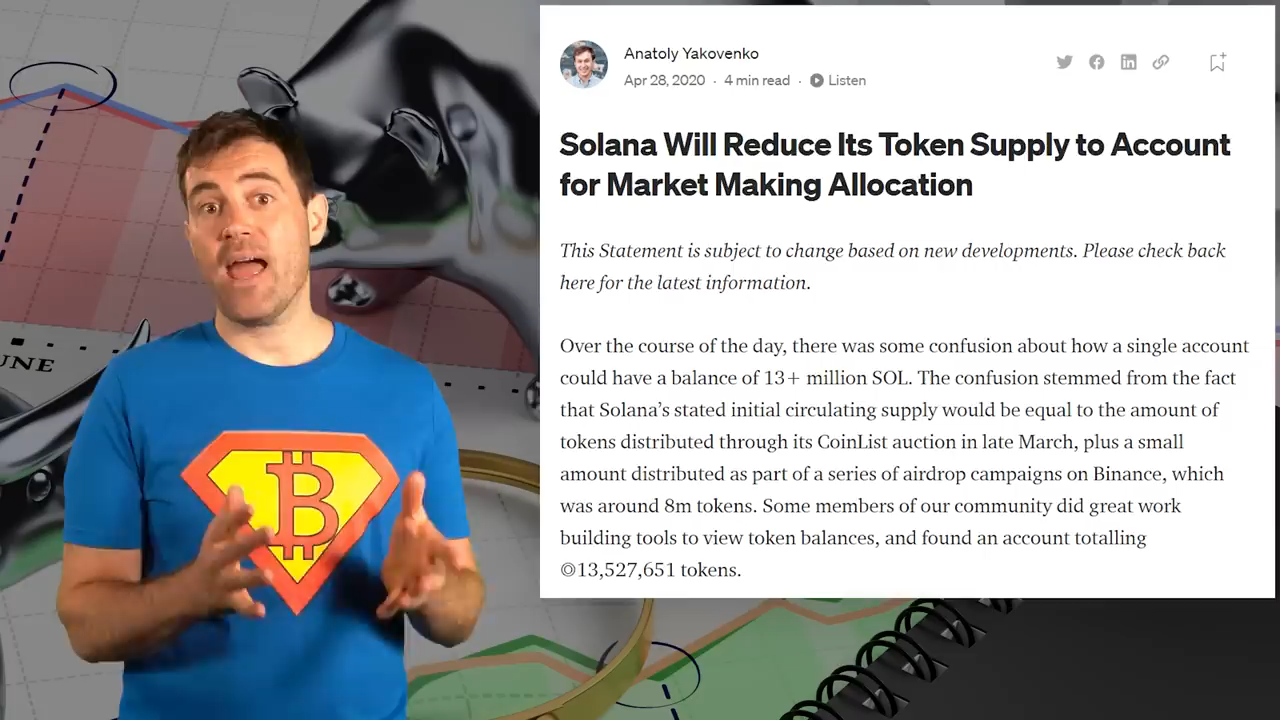 Anatoly Yakovenko
Apr 28, 2020 · 4 min read · Listen
Solana Will Reduce Its Token Supply to Account
for Market Making Allocation
This Statement is subject to change based on new developments. Please check back
here for the latest information.
Over the course of the day, there was some confusion about how a single account
could have a balance of 13+ million SOL. The confusion stemmed from the fact
that Solana’s stated initial circulating supply would be equal to the amount of
tokens distributed through its CoinList auction in late March, plus a small
amount distributed as part of a series of airdrop campaigns on Binance, which
was around 8m tokens. Some members of our community did great work
building tools to view token balances, and found an account totalling
◎13,527,651 tokens.
UNE
₿